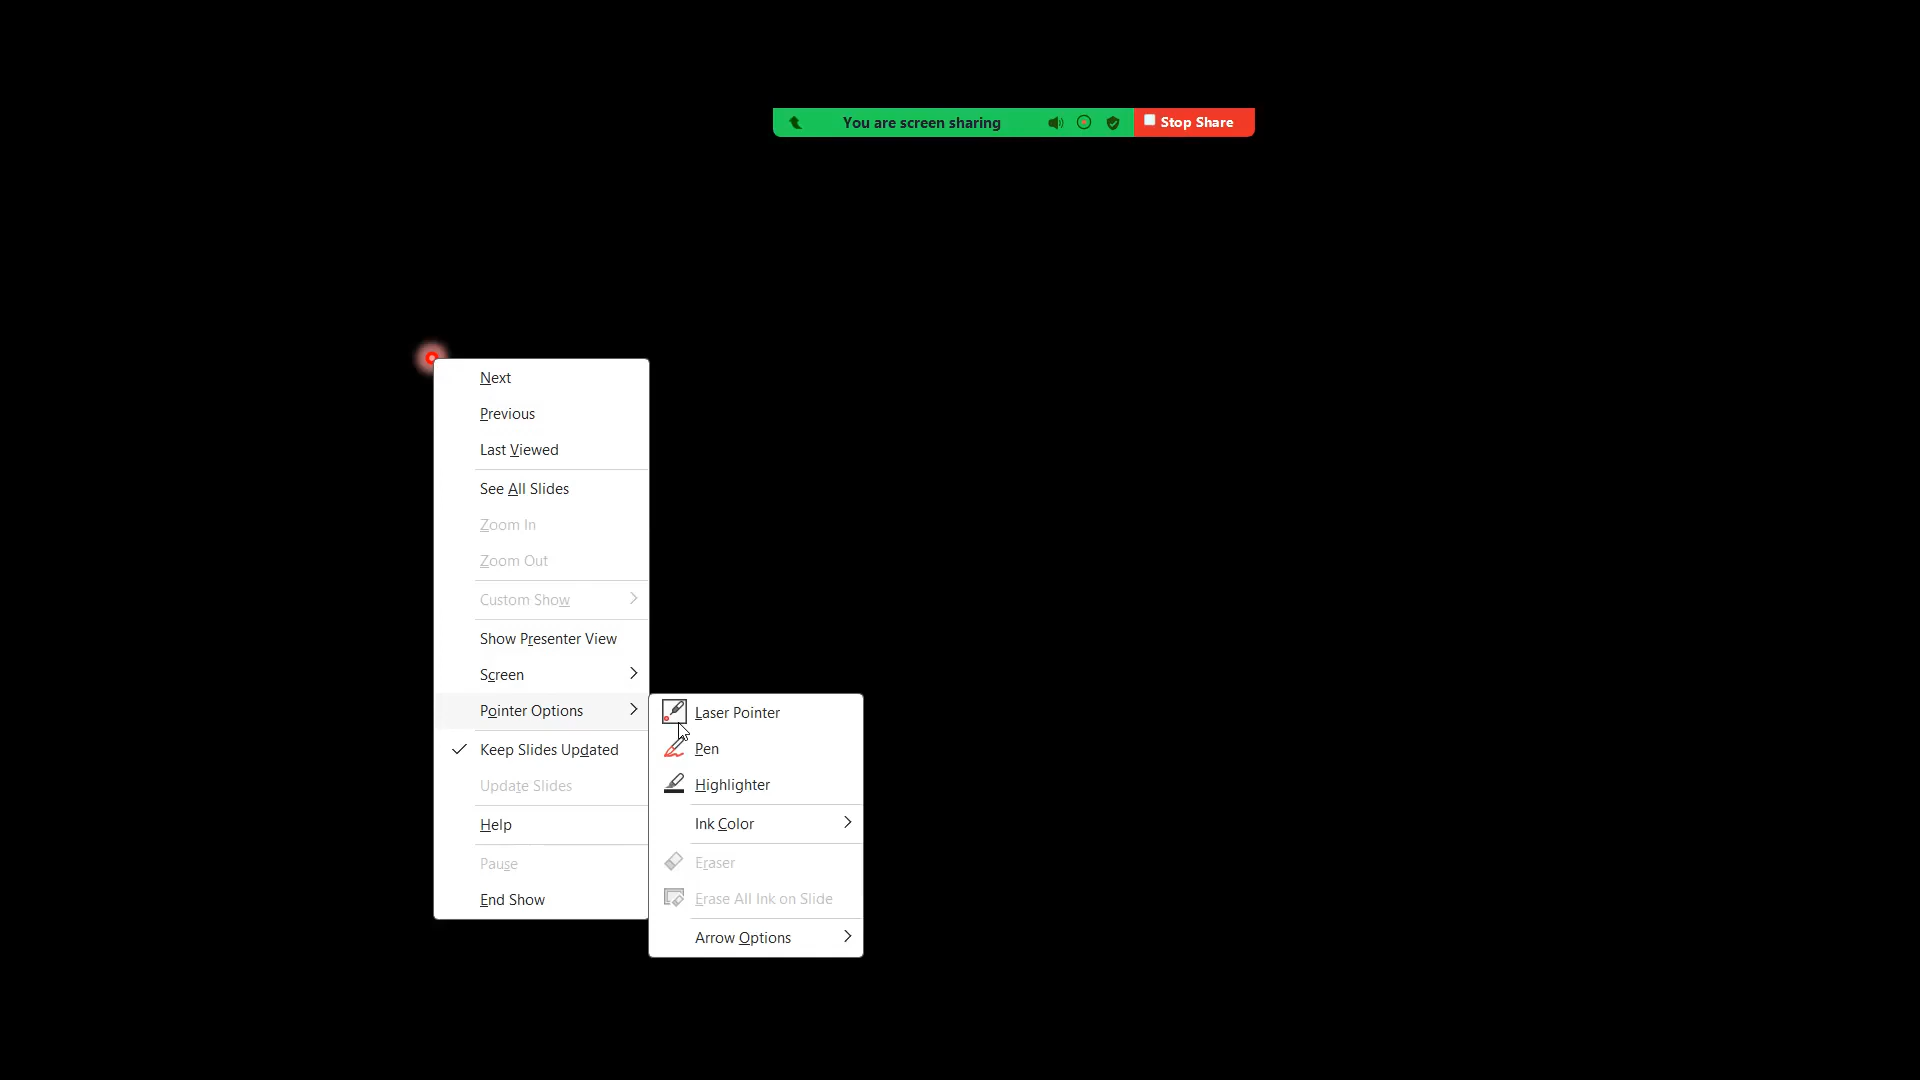 You are screen sharing
Stop Share
Next
Previous
Last Viewed
See All Slides
Zoom In
Zoom Out
Custom Show
Show Presenter View
Screen
Pointer Options
Keep Slides Updated
Update Slides
Help
Pause
End Show
Laser Pointer
Pen
Highlighter
Ink Color
Eraser
Erase All Ink on Slide
Arrow Options